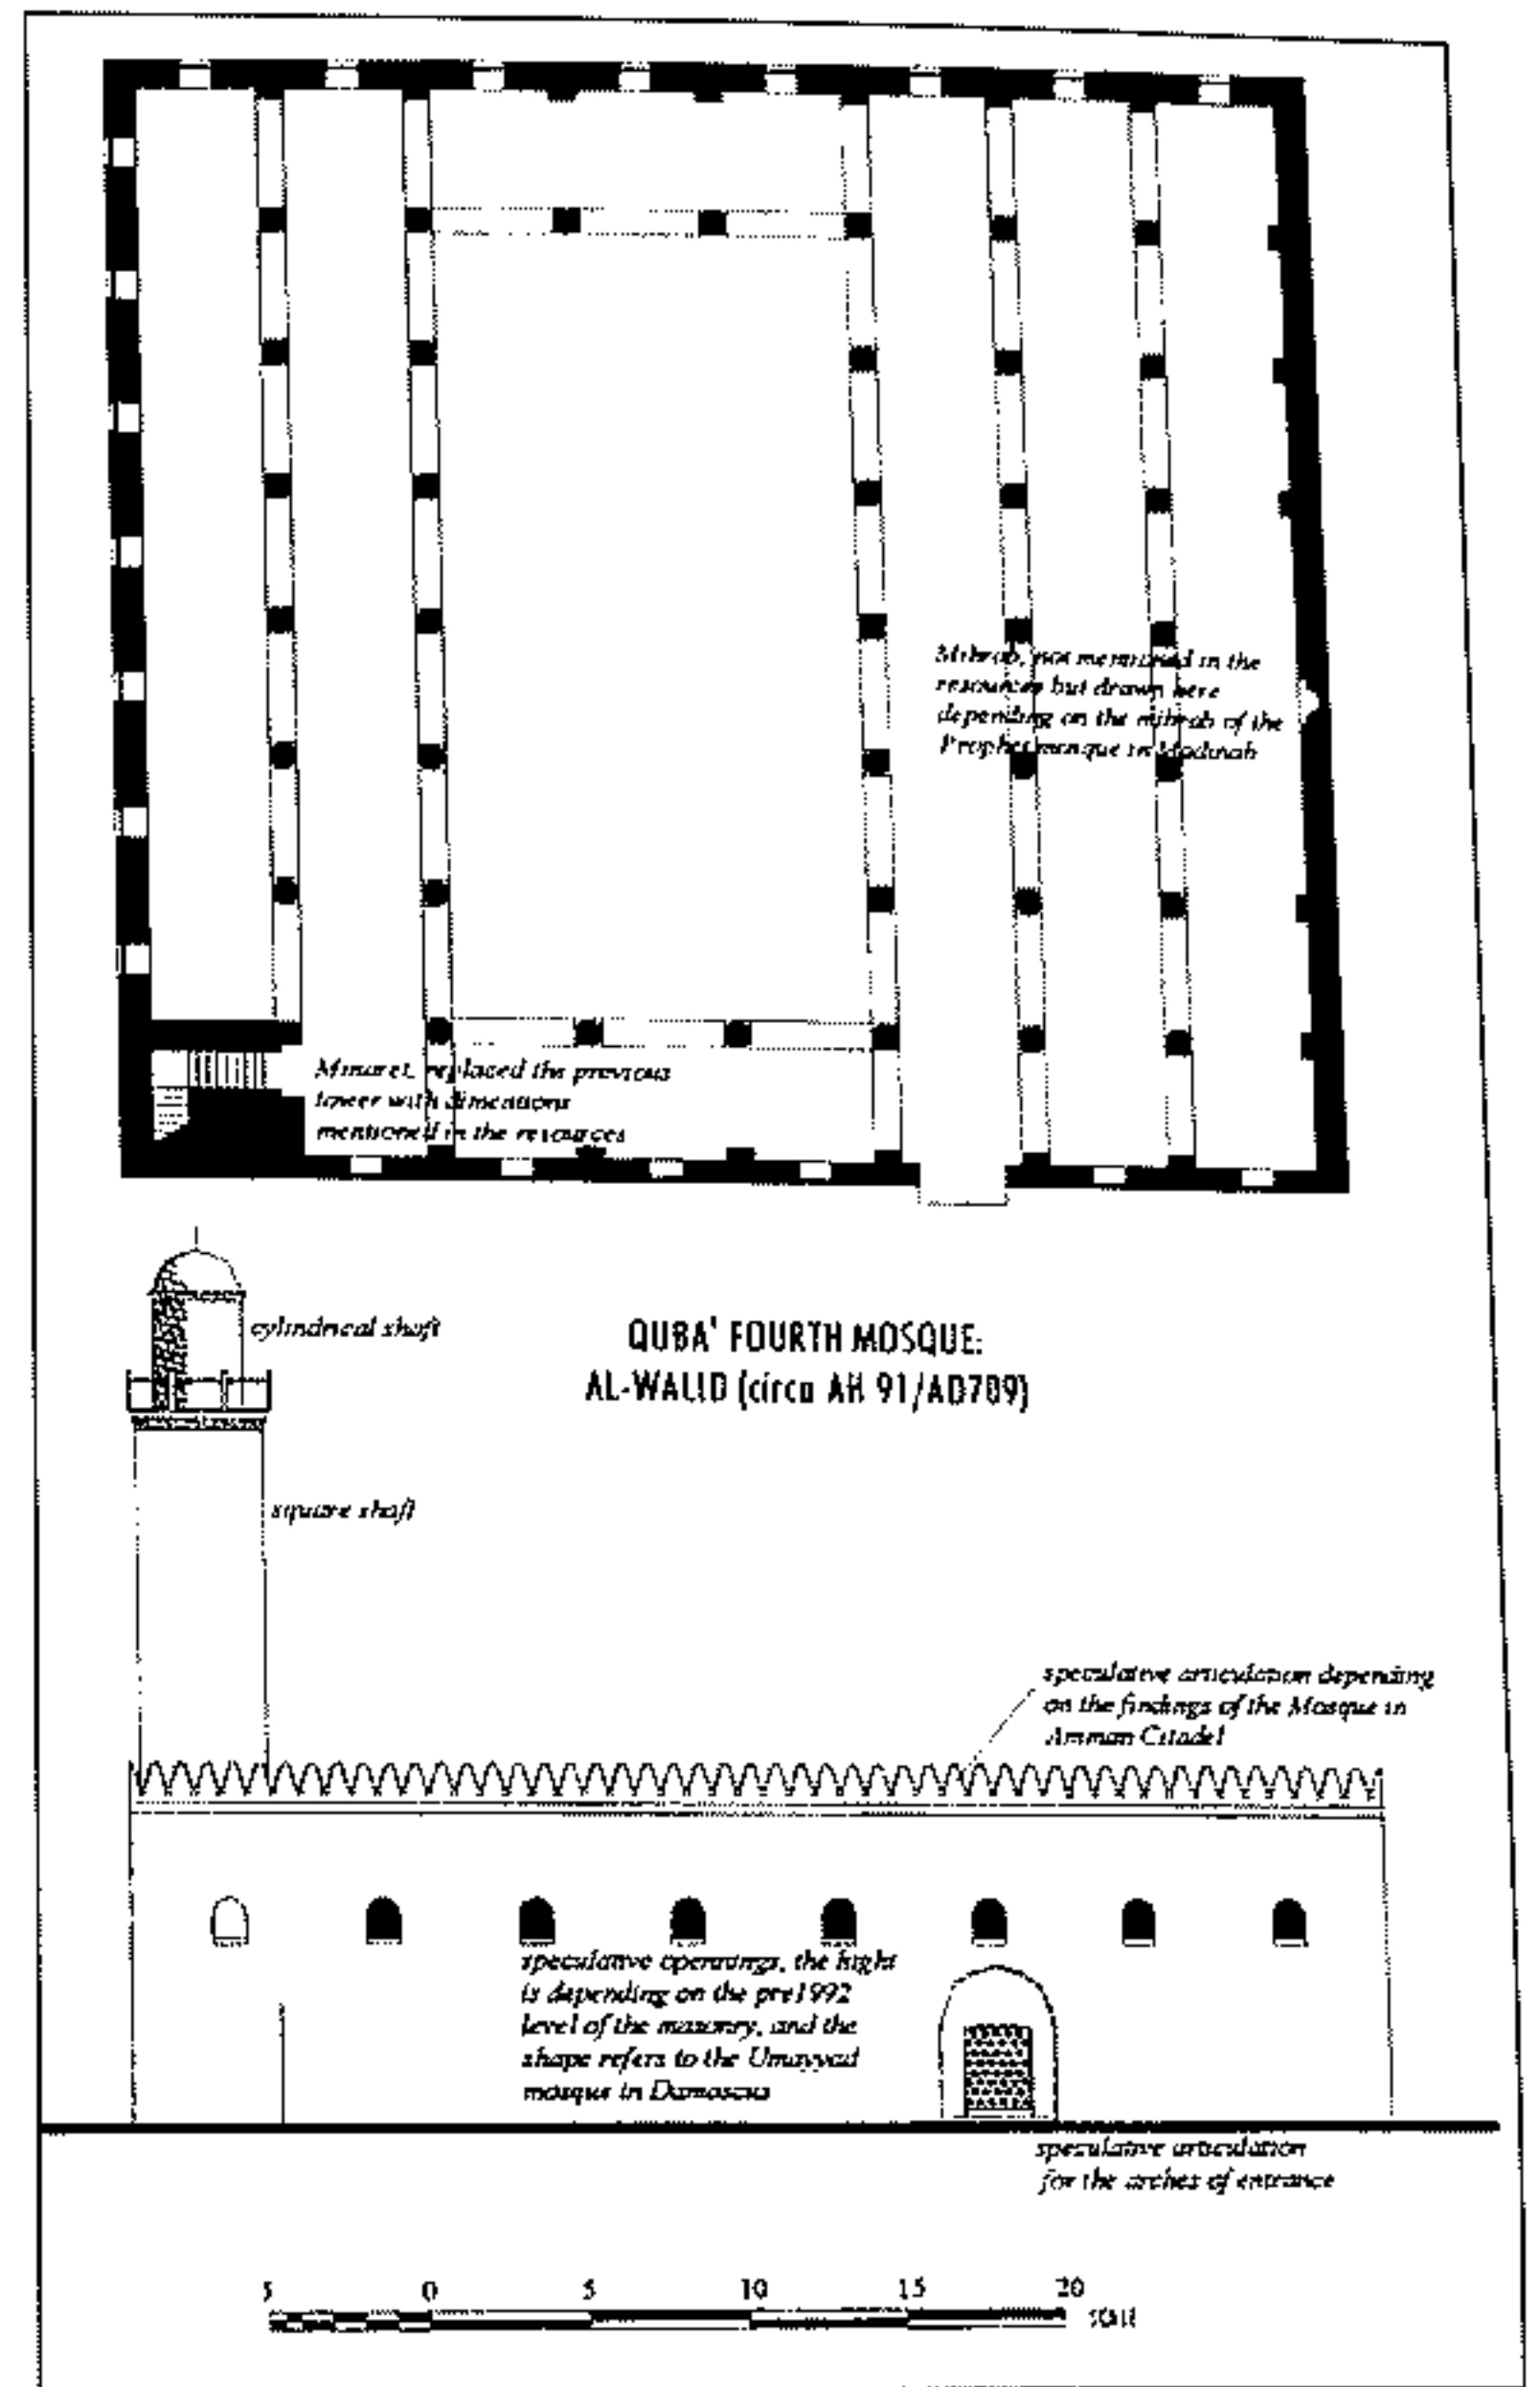 Mihrab, not mentioned in the
resources but drawn here
depending on the mihrab of the
Prophet mosque in Madinah
Minaret, replaced the previous
tower with dimentions
mentioned in the resources
cylindrical shaft
QUBA' FOURTH MOSQUE:
AL-WALID (circa AH 91/AD709)
square shaft
speculative articulation depending
on the findings of the Mosque in
Amman Citadel
speculative openings, the hight
is depending on the pre1992
level of the masonry, and the
shape refers to the Umayyad
mosque in Damascus
speculative articulation
for the arches of entrance
5 0 5 10 15 20
SCALE